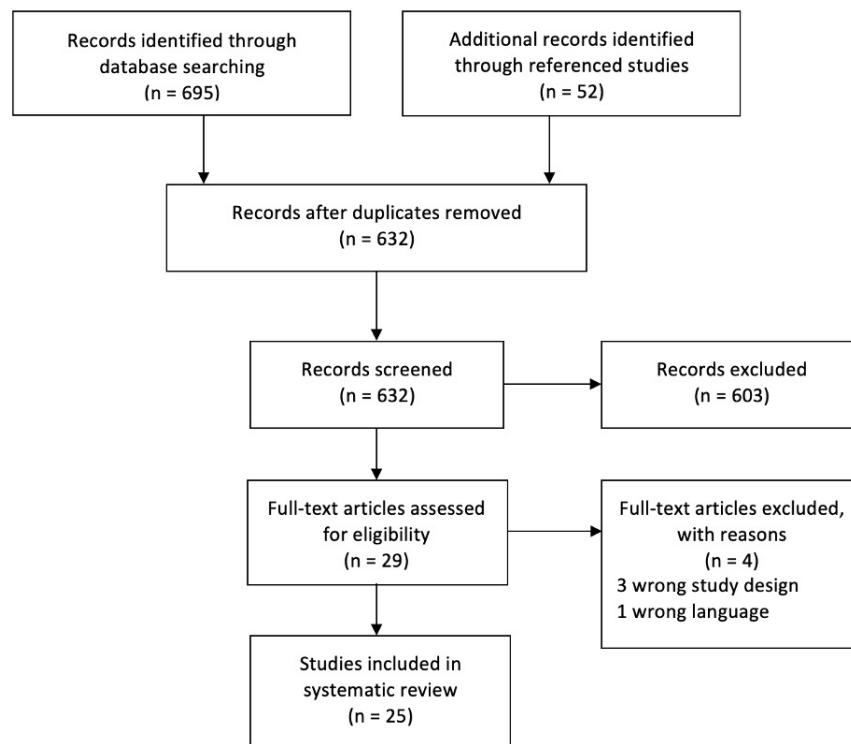 Records identified through
database searching
(n = 695)
Additional records identified
through referenced studies
(n = 52)
Records after duplicates removed
(n = 632)
Records screened
(n = 632)
Records excluded
(n = 603)
Full-text articles assessed
for eligibility
(n = 29)
Full-text articles excluded,
with reasons
(n = 4)
3 wrong study design
1 wrong language
Studies included in
systematic review
(n = 25)